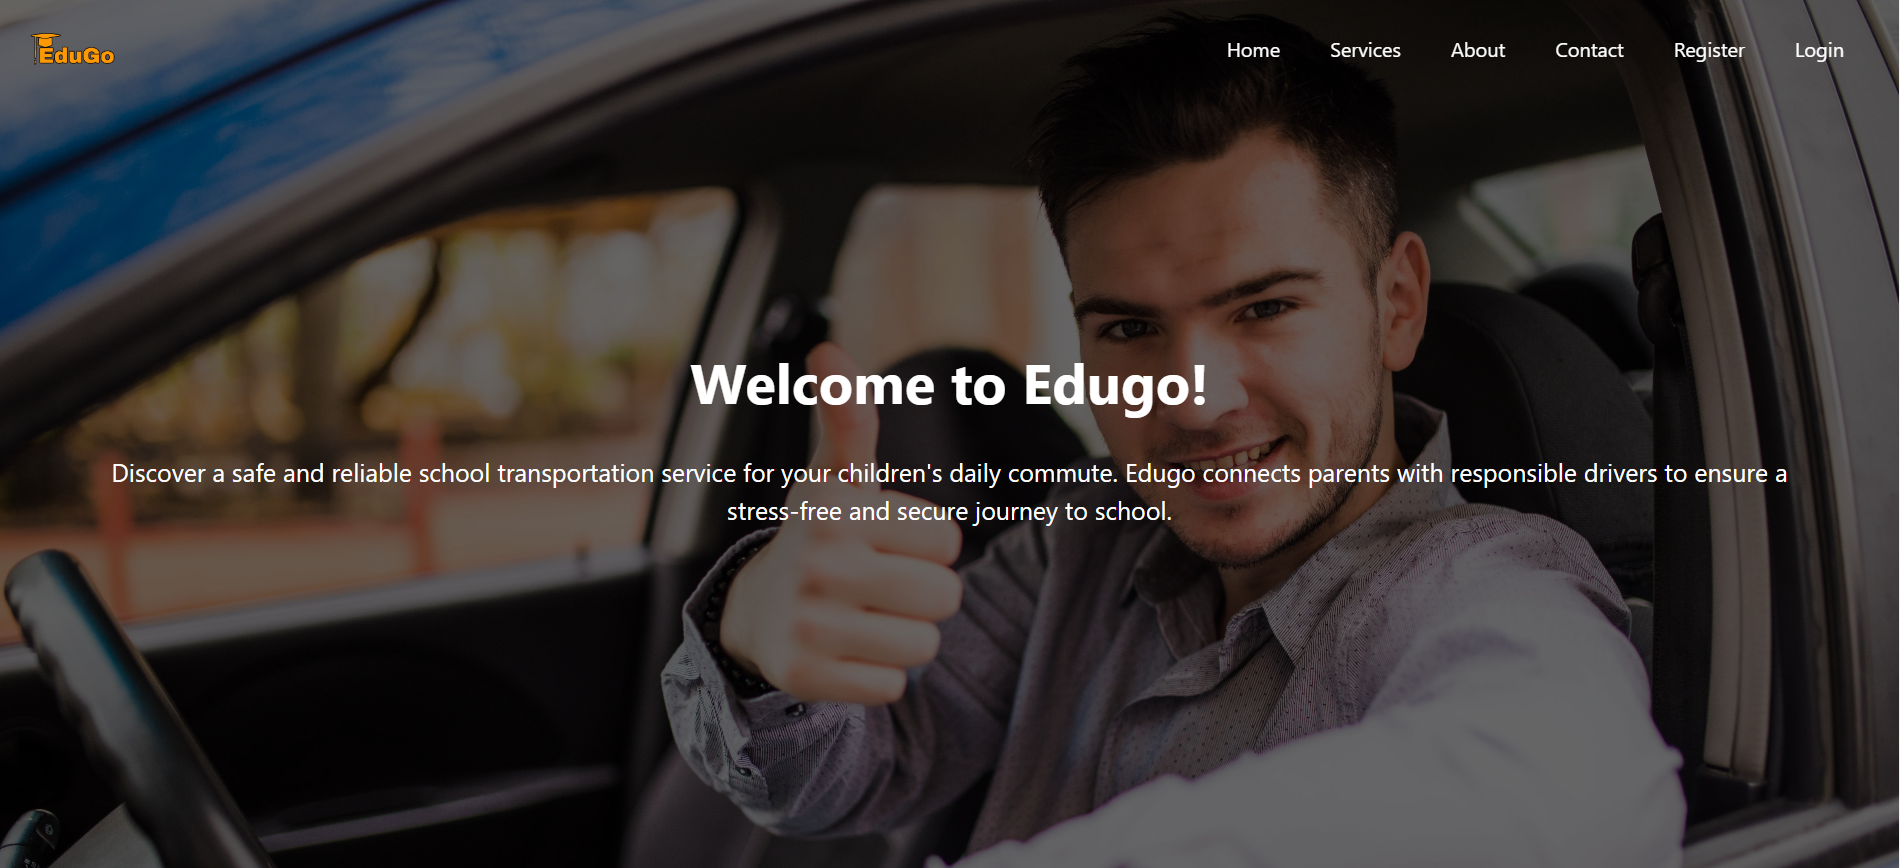 EduGo
Home Services About Contact Register Login
Welcome to Edugo!
Discover a safe and reliable school transportation service for your children's daily commute. Edugo connects parents with responsible drivers to ensure a
stress-free and secure journey to school.